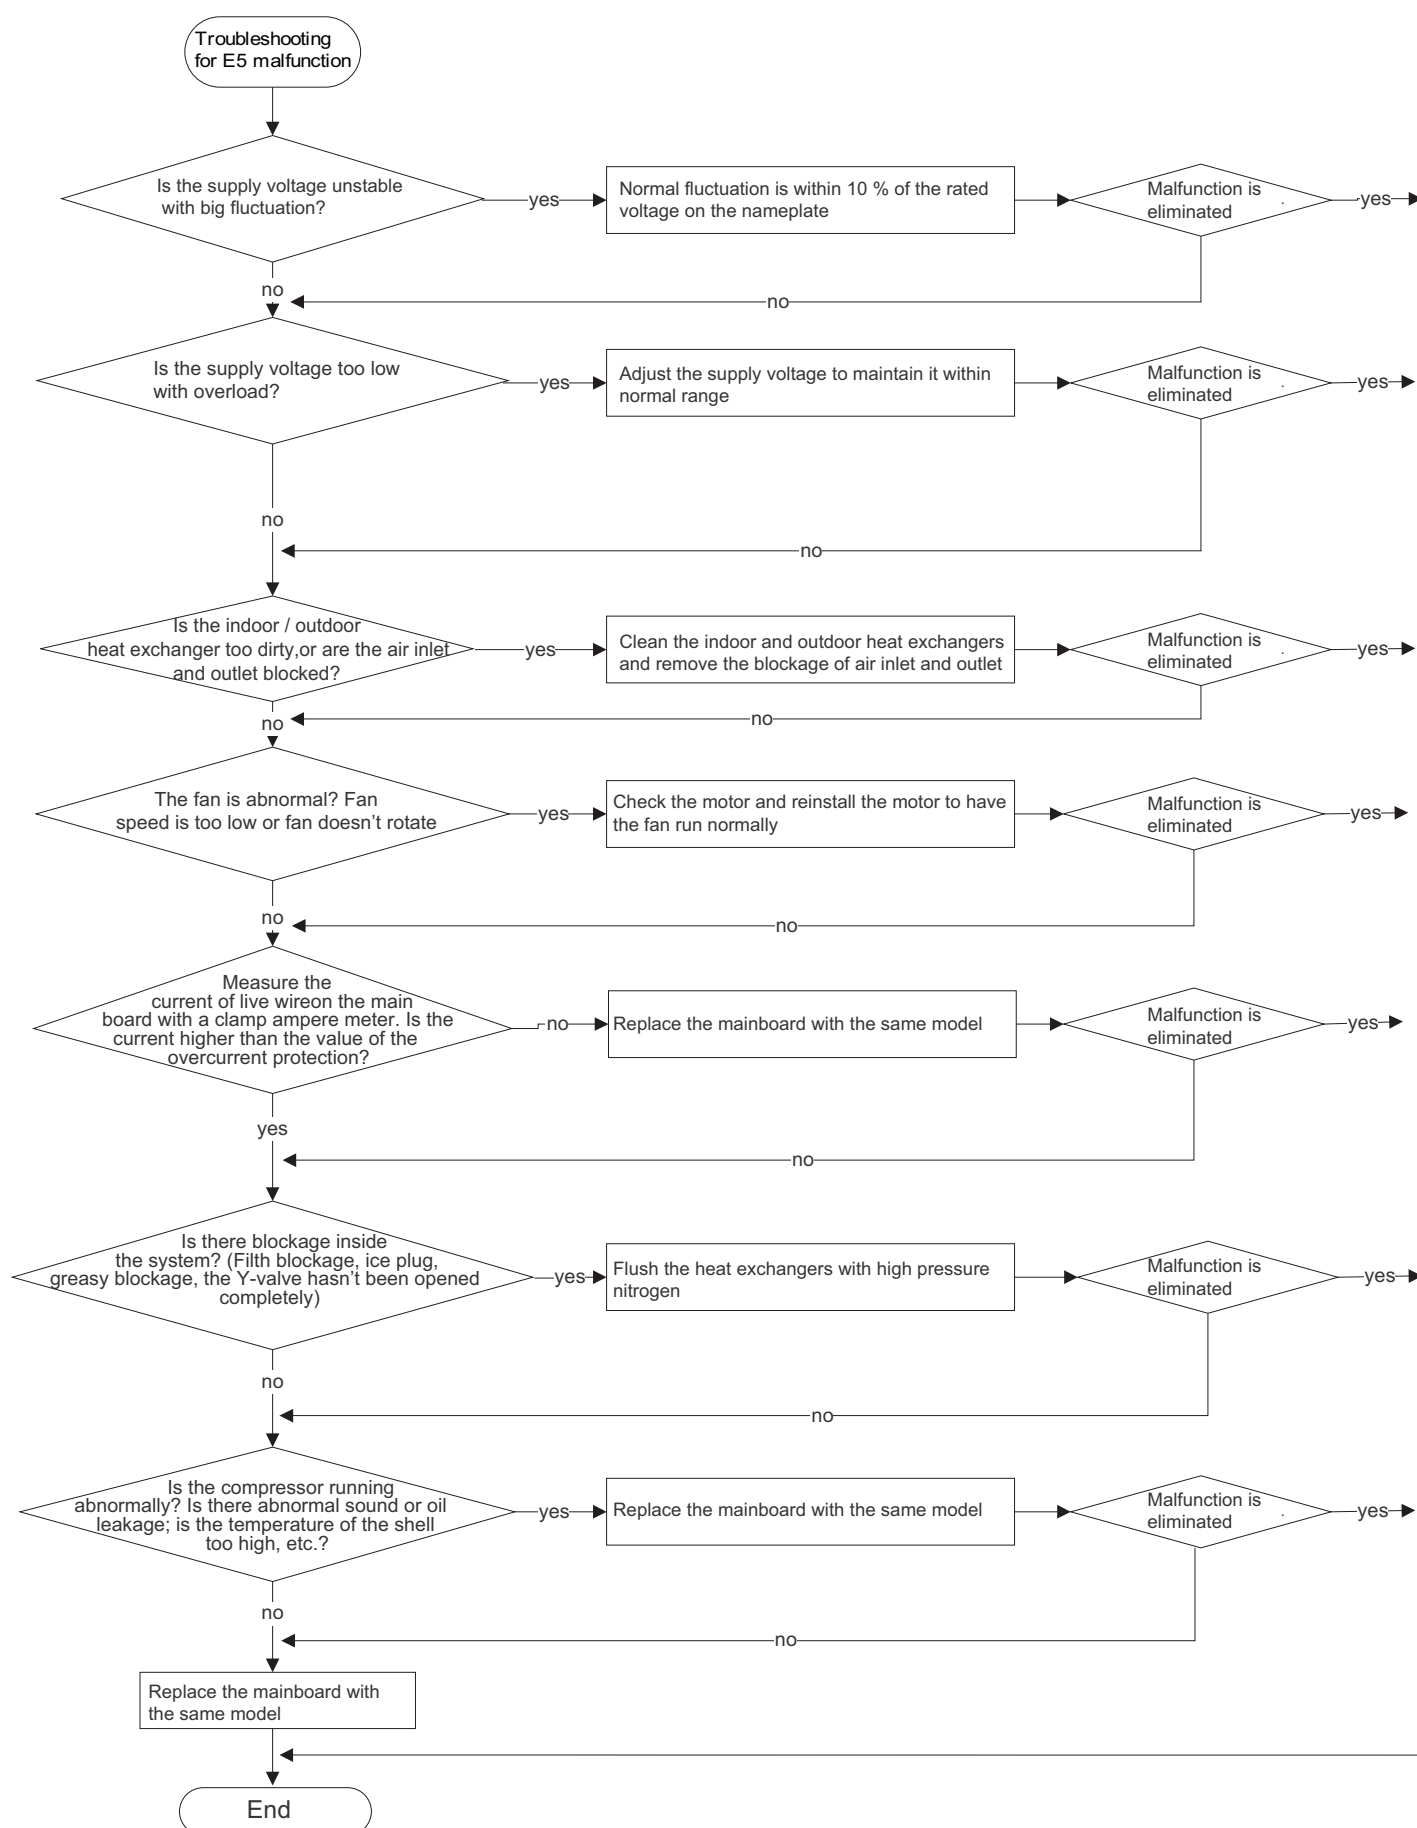 Troubleshooting
for E5 malfunction
Is the supply voltage unstable
with big fluctuation?
yes
Normal fluctuation is within 10 % of the rated
voltage on the nameplate
Malfunction is
eliminated .
yes
no
no
Is the supply voltage too low
with overload?
yes
Adjust the supply voltage to maintain it within
normal range
Malfunction is
eliminated .
yes
no
no
Is the indoor / outdoor
heat exchanger too dirty,or are the air inlet
and outlet blocked?
yes
Clean the indoor and outdoor heat exchangers
and remove the blockage of air inlet and outlet
Malfunction is
eliminated .
yes
no
no
The fan is abnormal? Fan
speed is too low or fan doesn’t rotate
yes
Check the motor and reinstall the motor to have
the fan run normally
Malfunction is
eliminated
yes
no
no
Measure the
current of live wireon the main
board with a clamp ampere meter. Is the
current higher than the value of the
overcurrent protection?
no
Replace the mainboard with the same model
Malfunction is
eliminated
yes
yes
no
Is there blockage inside
the system? (Filth blockage, ice plug,
greasy blockage, the Y-valve hasn’t been opened
completely)
yes
Flush the heat exchangers with high pressure
nitrogen
Malfunction is
eliminated
yes
no
no
Is the compressor running
abnormally? Is there abnormal sound or oil
leakage; is the temperature of the shell
too high, etc.?
yes
Replace the mainboard with the same model
Malfunction is
eliminated .
yes
no
no
Replace the mainboard with
the same model
End